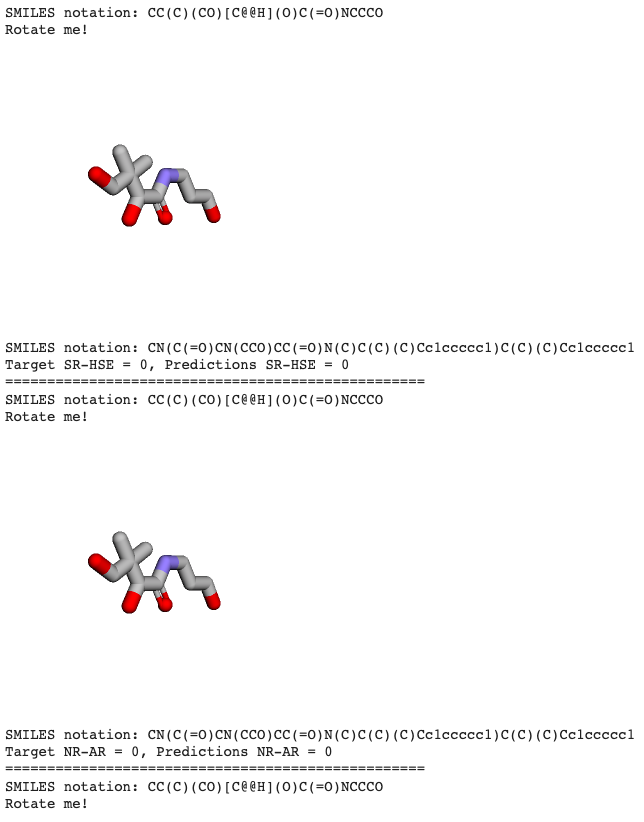 SMILES notation: CC(C)(CO)[C@@H](O)C(=O)NCCCO
Rotate me!
SMILES notation: CN(C(=O)CN(CCO)CC(=O)N(C)C(C)(C)Cc1ccccc1)C(C)(C)Cc1ccccc1
Target SR-HSE = 0, Predictions SR-HSE = 0
==================================================
SMILES notation: CC(C)(CO)[C@@H](O)C(=O)NCCCO
Rotate me!
SMILES notation: CN(C(=O)CN(CCO)CC(=O)N(C)C(C)(C)Cc1ccccc1)C(C)(C)Cc1ccccc1
Target NR-AR = 0, Predictions NR-AR = 0
==================================================
SMILES notation: CC(C)(CO)[C@@H](O)C(=O)NCCCO
Rotate me!